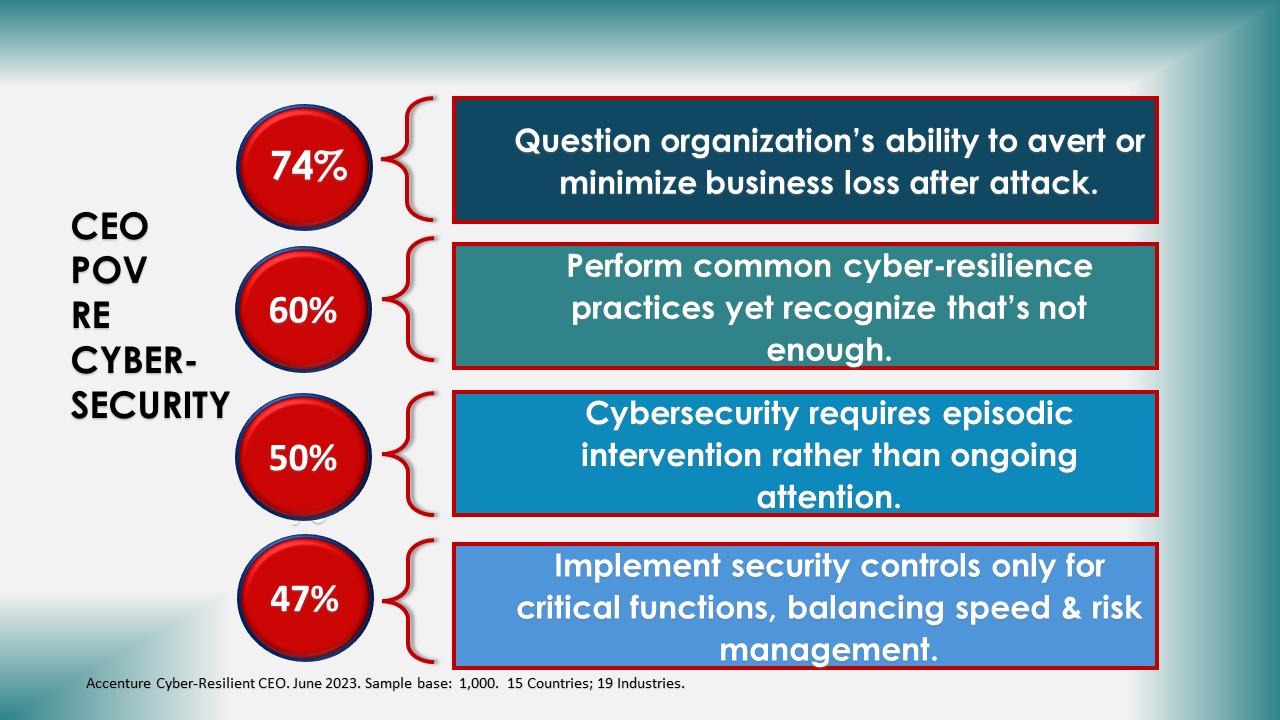 CEO
POV
RE
CYBER-
SECURITY
74%
Question organization’s ability to avert or
minimize business loss after attack.
60%
Perform common cyber-resilience
practices yet recognize that’s not
enough.
50%
Cybersecurity requires episodic
intervention rather than ongoing
attention.
47%
Implement security controls only for
critical functions, balancing speed & risk
management.
Accenture Cyber-Resilient CEO. June 2023. Sample base: 1,000. 15 Countries; 19 Industries.